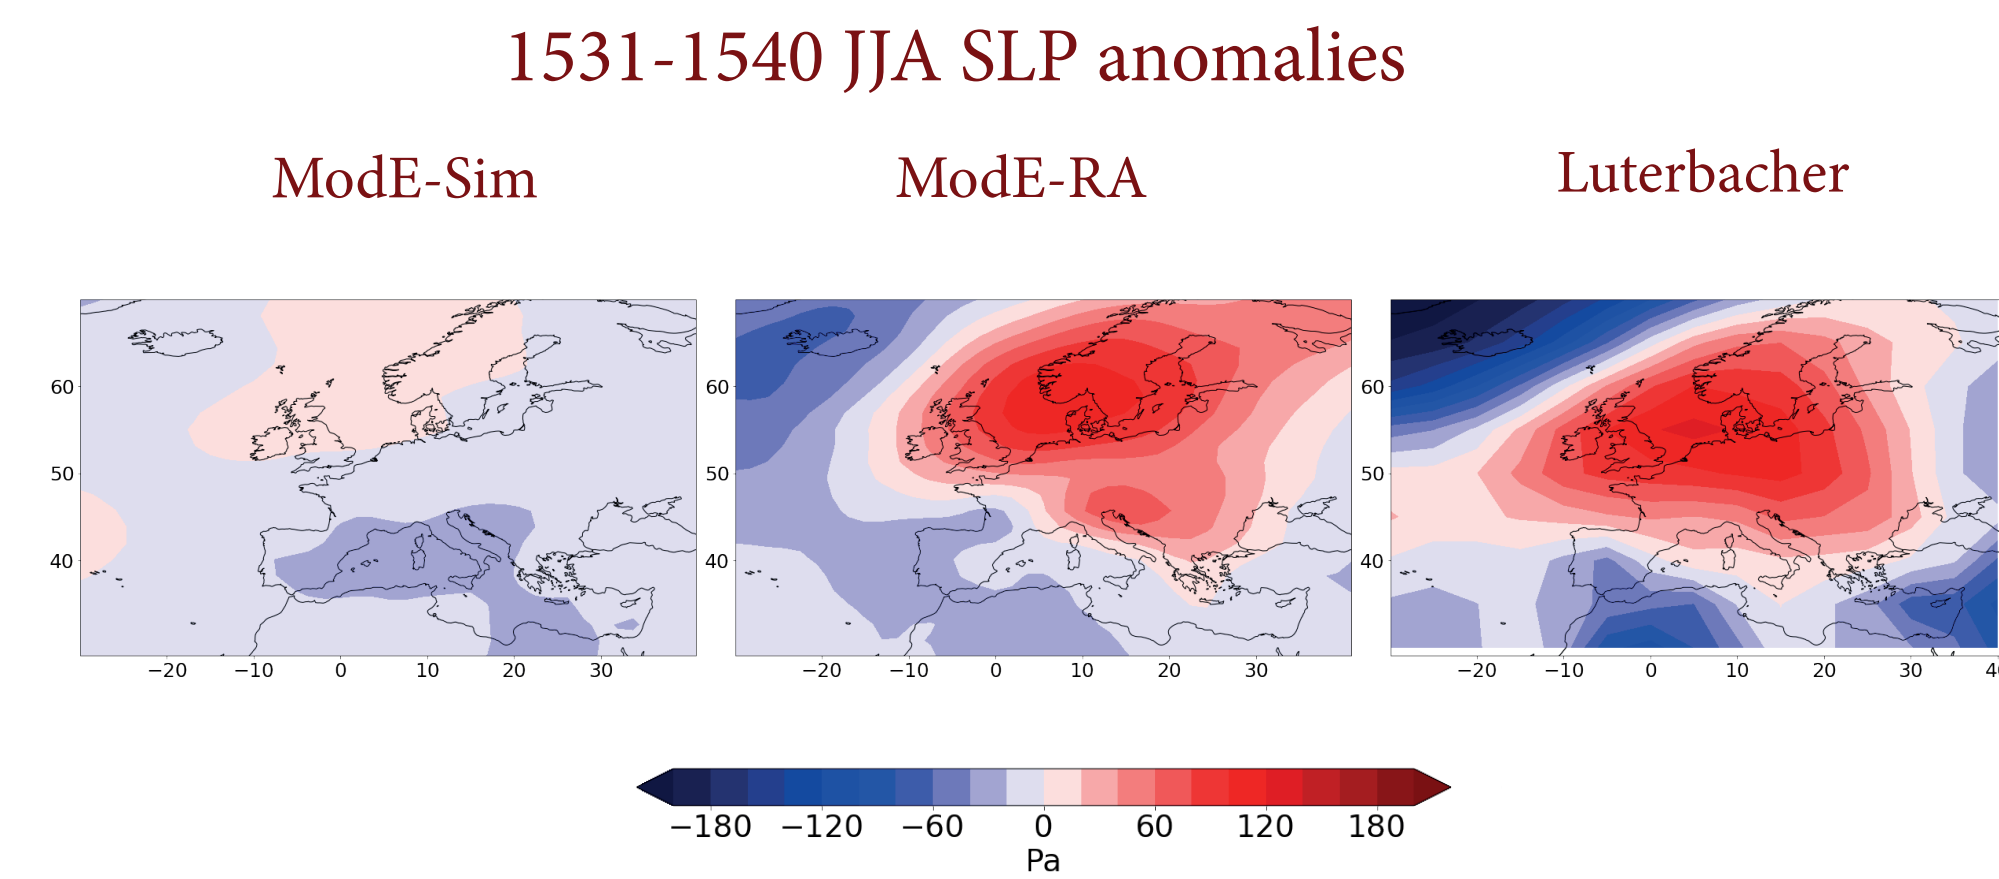 1531-1540 JJA SLP anomalies
ModE-Sim ModE-RA Luterbacher
60 60 60
50 50 50
40 40 40
−20 −10 0 10 20 30 −20 −10 0 10 20 30 −20 −10 0 10 20 30
−180 −120 −60 0 60 120 180
Pa